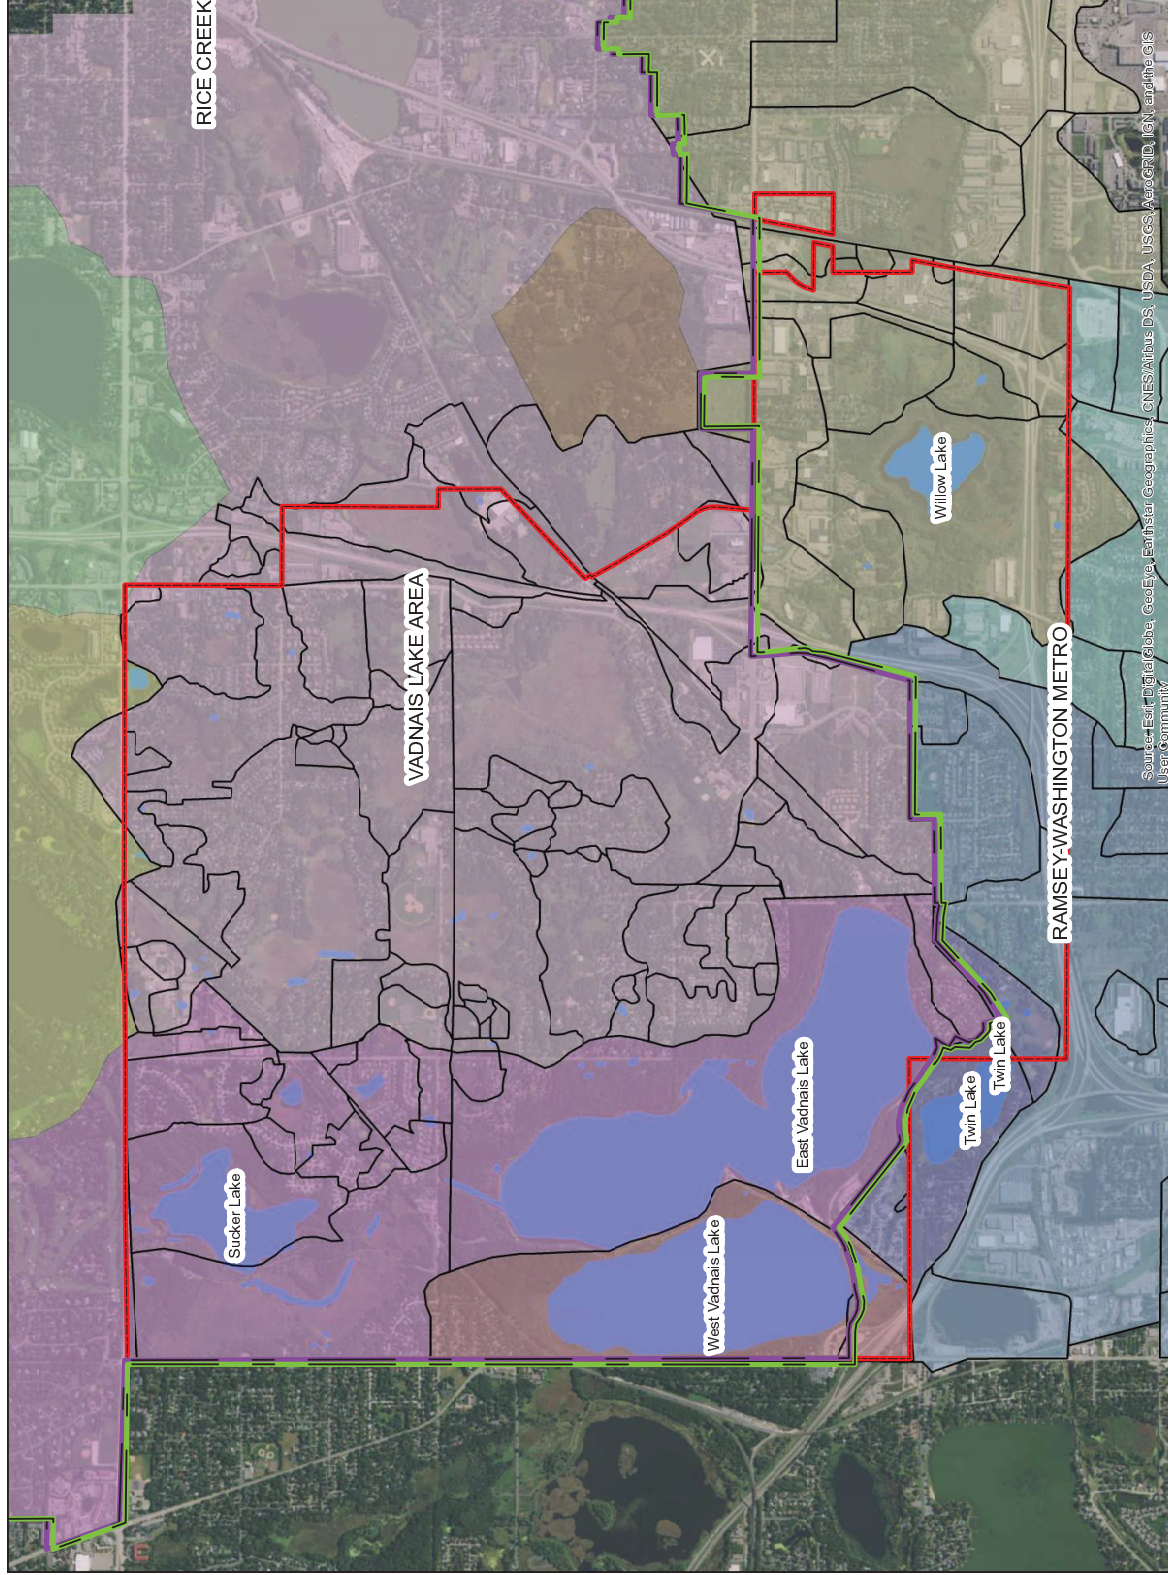 RICE CREEK
VADNAIS LAKE AREA
Willow Lake
RAMSEY-WASHINGTON METRO
Sucker Lake
East Vadnais Lake
West Vadnais Lake
Twin Lake
Twin Lake
Source: Esri, DigitalGlobe, GeoEye, Earthstar Geographics, CNES/Airbus DS, USDA, USGS, AeroGRID, IGN, and the GIS
User Community